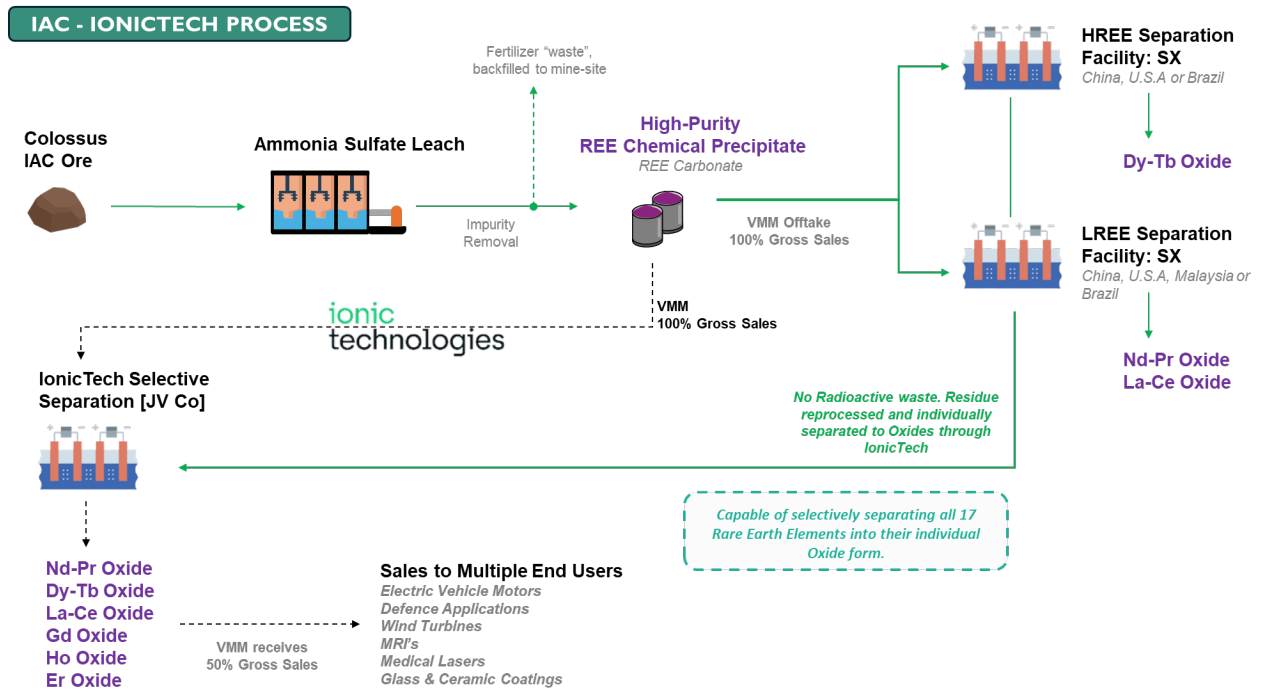 IAC - IONICTECH PROCESS
Fertilizer “waste”,
backfilled to mine-site
HREE Separation
Facility: SX
China, U.S.A or Brazil
Colossus
IAC Ore
Ammonia Sulfate Leach
High-Purity
REE Chemical Precipitate
REE Carbonate
Dy-Tb Oxide
Impurity
Removal
VMM Offtake
100% Gross Sales
LREE Separation
Facility: SX
China, U.S.A, Malaysia or
Brazil
ionic
technologies
VMM
100% Gross Sales
Nd-Pr Oxide
La-Ce Oxide
IonicTech Selective
Separation [JV Co]
No Radioactive waste. Residue
reprocessed and individually
separated to Oxides through
IonicTech
Capable of selectively separating all 17
Rare Earth Elements into their individual
Oxide form.
Nd-Pr Oxide
Dy-Tb Oxide
La-Ce Oxide
Gd Oxide
Ho Oxide
Er Oxide
VMM receives
50% Gross Sales
Sales to Multiple End Users
Electric Vehicle Motors
Defence Applications
Wind Turbines
MRI's
Medical Lasers
Glass & Ceramic Coatings